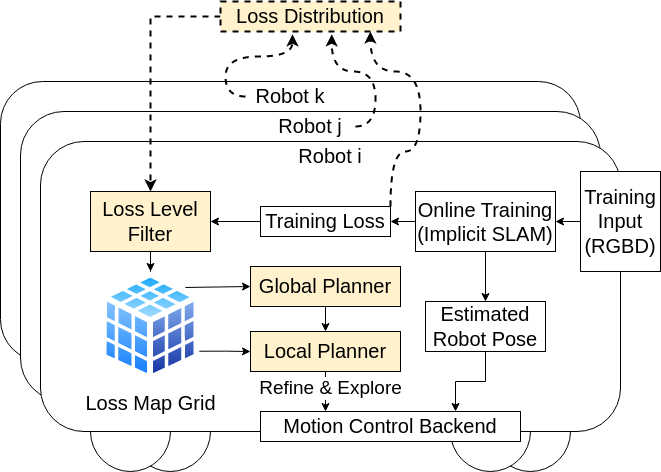 Loss Distribution
Robot k
Robot j
Robot i
Loss Level
Filter
Training Loss
Online Training
(Implicit SLAM)
Training
Input
(RGBD)
Global Planner
Estimated
Robot Pose
Local Planner
Refine & Explore
Loss Map Grid
Motion Control Backend